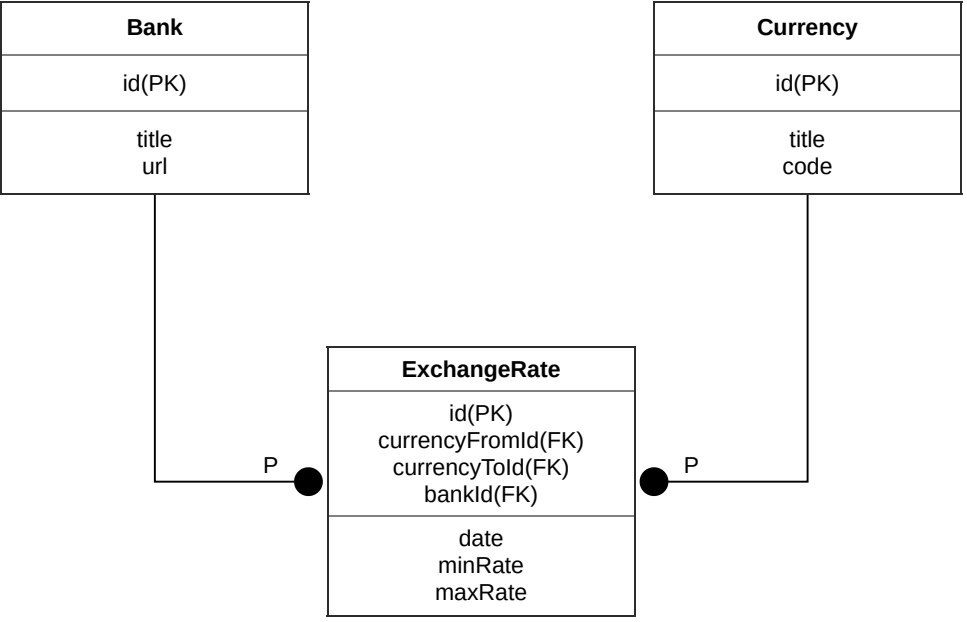 Bank
id(PK)
title
url
Currency
id(PK)
title
code
P
P
ExchangeRate
id(PK)
currencyFromId(FK)
currencyToId(FK)
bankId(FK)
date
minRate
maxRate